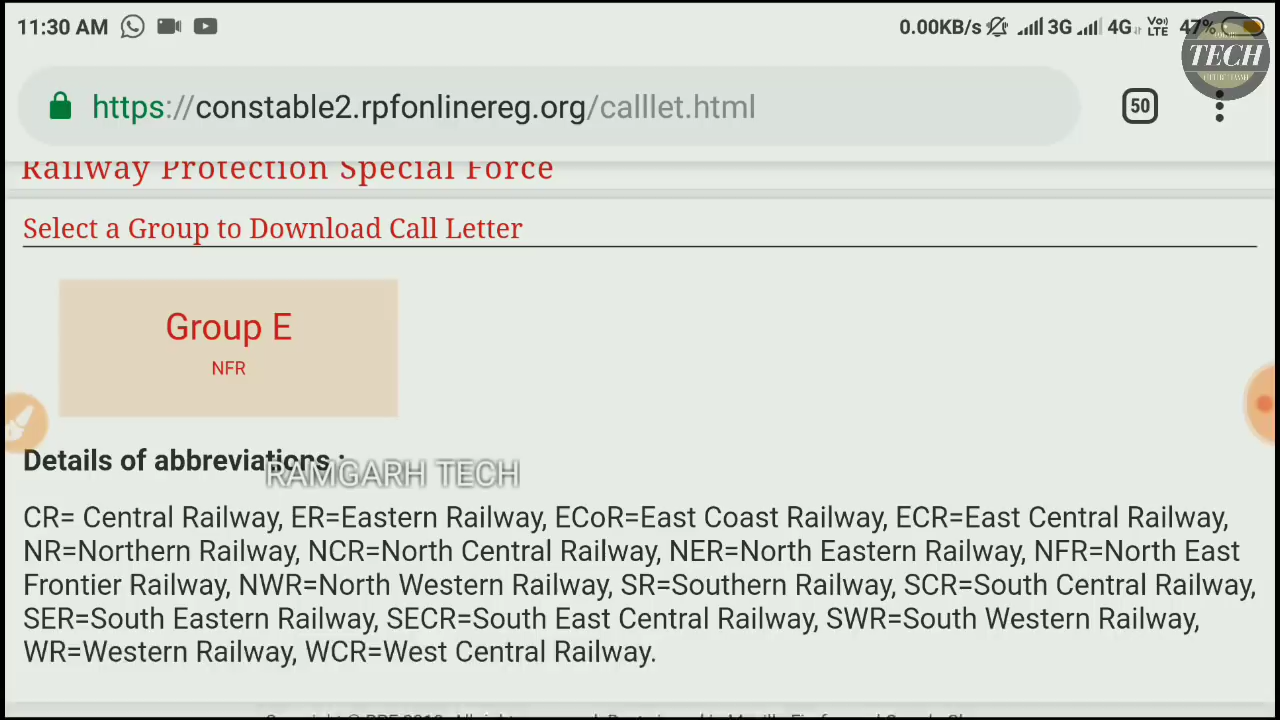 11:30 AM 0.00KB/s 3G 4G Vo) LTE 47%
TECH
https://constable2.rpfonlinereg.org/calllet.html 50
Railway Protection Special Force
Select a Group to Download Call Letter
Group E
NFR
Details of abbreviations :
RAMGARH TECH
CR= Central Railway, ER=Eastern Railway, ECoR=East Coast Railway, ECR=East Central Railway,
NR=Northern Railway, NCR=North Central Railway, NER=North Eastern Railway, NFR=North East
Frontier Railway, NWR=North Western Railway, SR=Southern Railway, SCR=South Central Railway,
SER=South Eastern Railway, SECR=South East Central Railway, SWR=South Western Railway,
WR=Western Railway, WCR=West Central Railway.